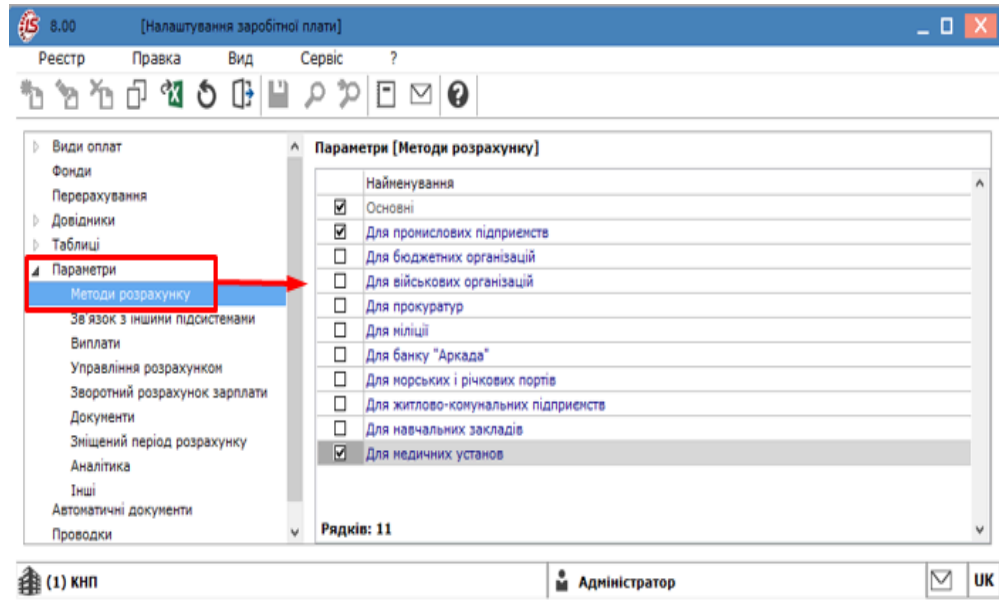 8.00 [Налаштування заробітної плати]
Реєстр Правка Вид Сервіс ?
Види оплат
Фонди
Перерахування
Довідники
Таблиці
Параметри
Методи розрахунку
Зв'язок з іншими підсистемами
Виплати
Управління розрахунком
Зворотний розрахунок зарплати
Документи
Зміщений період розрахунку
Аналітика
Інші
Автоматичні документи
Проводки
Параметри [Методи розрахунку]
Найменування
Основні
Для промислових підприємств
Для бюджетних організацій
Для військових організацій
Для прокуратур
Для міліції
Для банку "Аркада"
Для морських і річкових портів
Для житлово-комунальних підприємств
Для навчальних закладів
Для медичних установ
Рядків: 11
(1) КНП Адміністратор UK